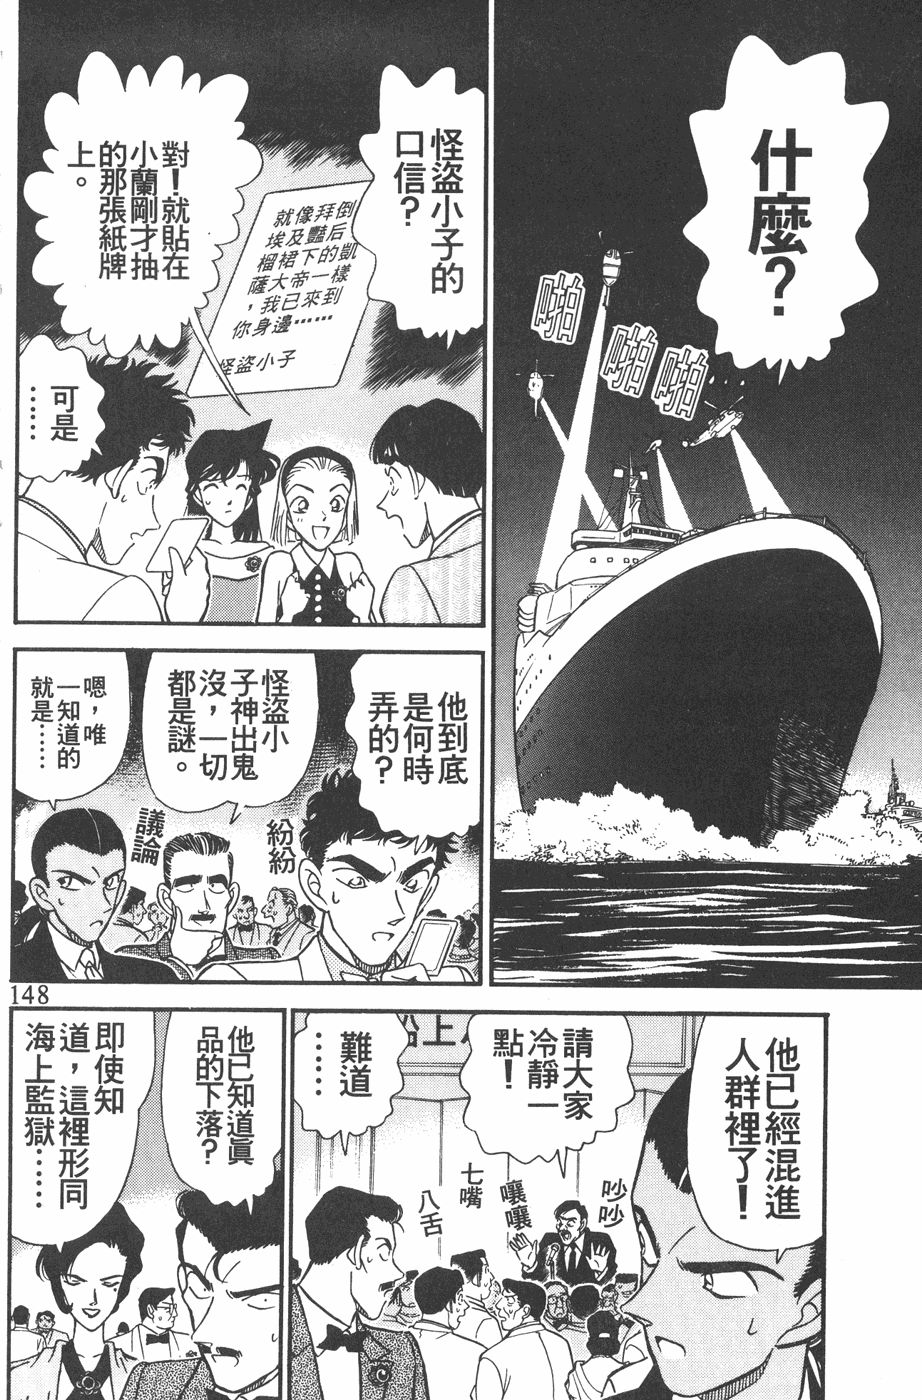 什麼？
啪
啪
啪
怪盜小子的
口信？
就像拜倒
埃及豔后
榴裙下的凱
薩大帝一樣
，我已來到
你身邊……
怪盜小子
對！就貼在
小蘭剛才抽
的那張紙牌
上。
可是
……
他到底
是何時
弄的？
怪盜小
子神出鬼
沒，一切
都是謎。
嗯，唯
一知道的
就是……
紛紛
議論
148
他已經混進
人群裡了！
請大家
冷靜一
點！
船上
吵吵
嚷嚷
七嘴
八舌
難道
……
他已知道真
品的下落？
即使知
道，這裡形同
海上監獄……